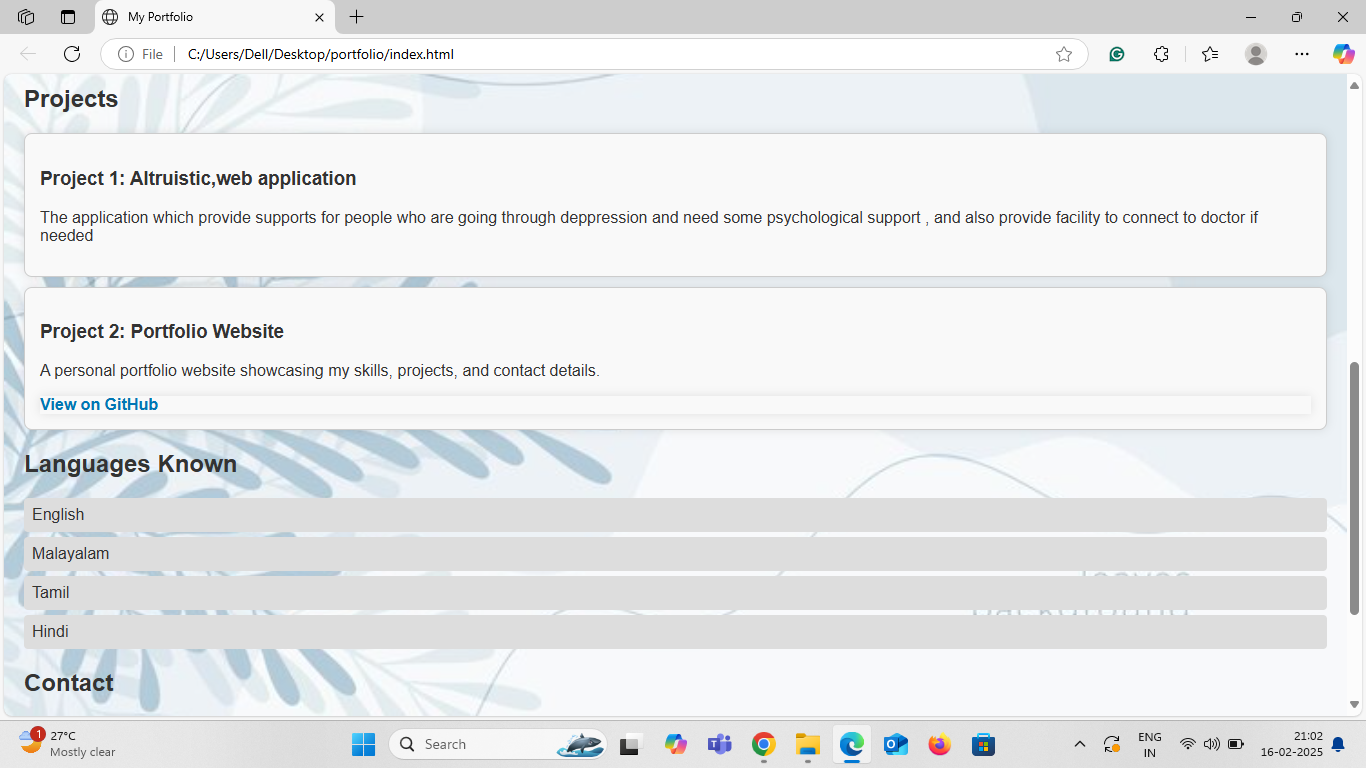 My Portfolio
File
C:/Users/Dell/Desktop/portfolio/index.html
Projects
Project 1: Altruistic,web application
The application which provide supports for people who are going through deppression and need some psychological support , and also provide facility to connect to doctor if
needed
Project 2: Portfolio Website
A personal portfolio website showcasing my skills, projects, and contact details.
View on GitHub
Languages Known
English
Malayalam
Tamil
leaves
background
Hindi
Contact
1
27°C
Mostly clear
Search
ENG
IN
21:02
16-02-2025